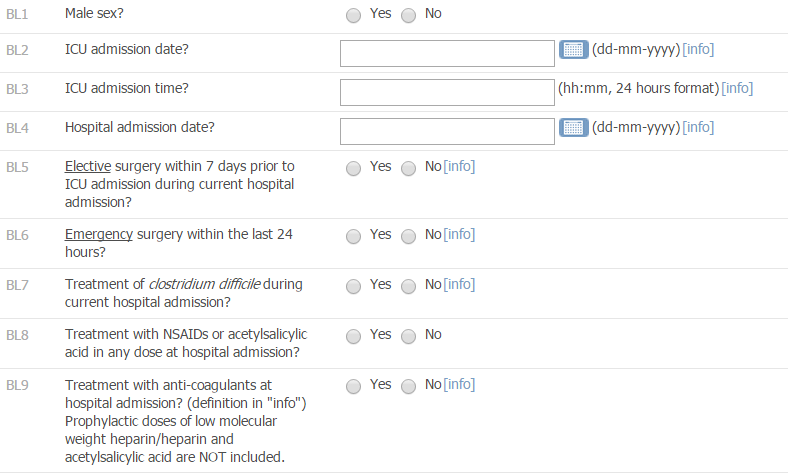 BL1 Male sex? Yes No
BL2 ICU admission date? (dd-mm-yyyy)[info]
BL3 ICU admission time? (hh:mm, 24 hours format)[info]
BL4 Hospital admission date? (dd-mm-yyyy)[info]
BL5 Elective surgery within 7 days prior to Yes No[info]
ICU admission during current hospital
admission?
BL6 Emergency surgery within the last 24 Yes No[info]
hours?
BL7 Treatment of clostridium difficile during Yes No[info]
current hospital admission?
BL8 Treatment with NSAIDs or acetylsalicylic Yes No
acid in any dose at hospital admission?
BL9 Treatment with anti-coagulants at Yes No[info]
hospital admission? (definition in "info")
Prophylactic doses of low molecular
weight heparin/heparin and
acetylsalicylic acid are NOT included.